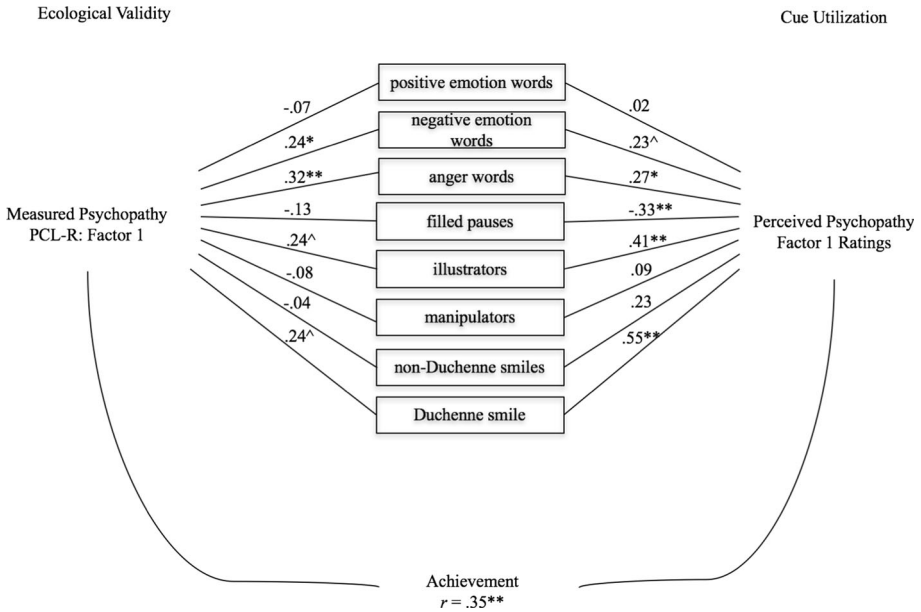 Ecological Validity
Cue Utilization
positive emotion words
-.07
.02
negative emotion
words
.24*
.23^
anger words
.32**
.27*
Measured Psychopathy
PCL-R: Factor 1
-.13
filled pauses
-.33**
Perceived Psychopathy
Factor 1 Ratings
.24^
illustrators
.41**
-.08
manipulators
.09
-.04
non-Duchenne smiles
.23
.24^
Duchenne smile
.55**
Achievement
r = .35**